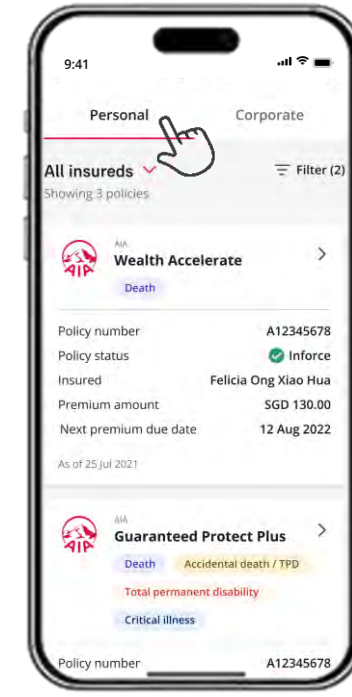 9:41
Personal Corporate
All insureds Filter (2)
Showing 3 policies
AIA
AIA
Wealth Accelerate
Death
Policy number A12345678
Policy status Inforce
Insured Felicia Ong Xiao Hua
Premium amount SGD 130.00
Next premium due date 12 Aug 2022
As of 25 Jul 2021
AIA
AIA
Guaranteed Protect Plus
Death Accidental death / TPD
Total permanent disability
Critical illness
Policy number A12345678